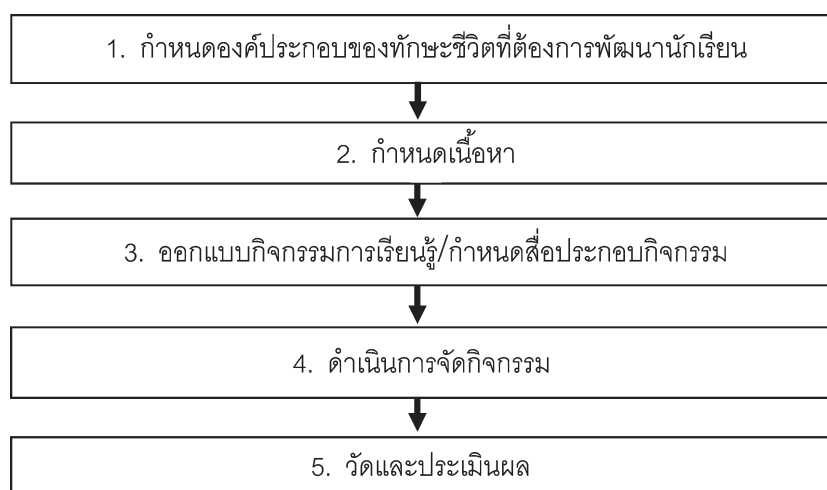 1. กำหนดองค์ประกอบของทักษะชีวิตที่ต้องการพัฒนานักเรียน
2. กำหนดเนื้อหา
3. ออกแบบกิจกรรมการเรียนรู้/กำหนดสื่อประกอบกิจกรรม
4. ดำเนินการจัดกิจกรรม
5. วัดและประเมินผล